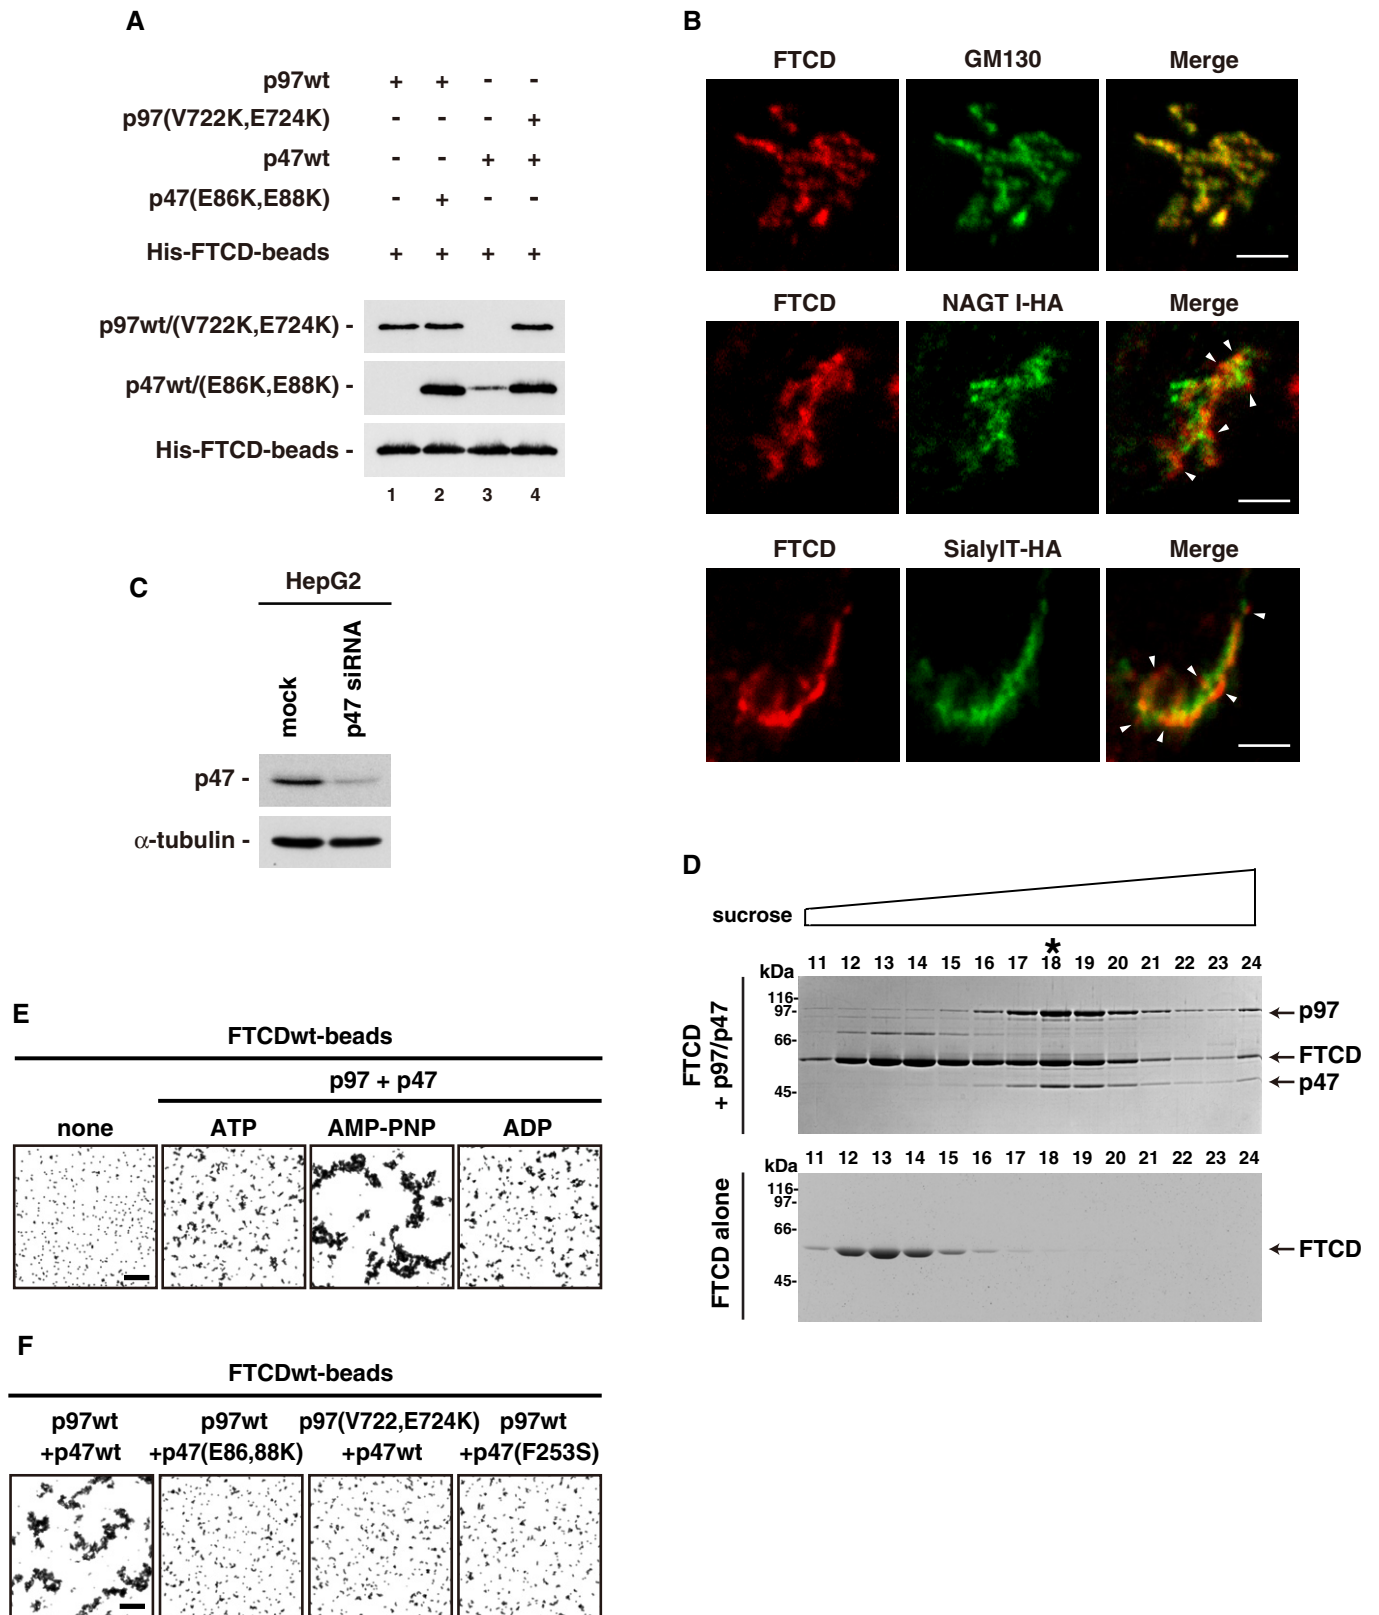 A
p97wt + + - -
p97(V722K,E724K) - - - +
p47wt - - + +
p47(E86K,E88K) - + - -
His-FTCD-beads + + + +
p97wt/(V722K,E724K) -
p47wt/(E86K,E88K) -
His-FTCD-beads -
1 2 3 4
B
FTCD GM130 Merge
FTCD NAGT I-HA Merge
FTCD SialylT-HA Merge
C
HepG2
mock
p47 siRNA
p47 -
α-tubulin -
D
sucrose
*
kDa 11 12 13 14 15 16 17 18 19 20 21 22 23 24
116-
97-
66-
45-
FTCD
+ p97/p47
p97
FTCD
p47
kDa 11 12 13 14 15 16 17 18 19 20 21 22 23 24
116-
97-
66-
45-
FTCD alone
FTCD
E
FTCDwt-beads
p97 + p47
none ATP AMP-PNP ADP
F
FTCDwt-beads
p97wt p97wt p97(V722,E724K) p97wt
+p47wt +p47(E86,88K) +p47wt +p47(F253S)